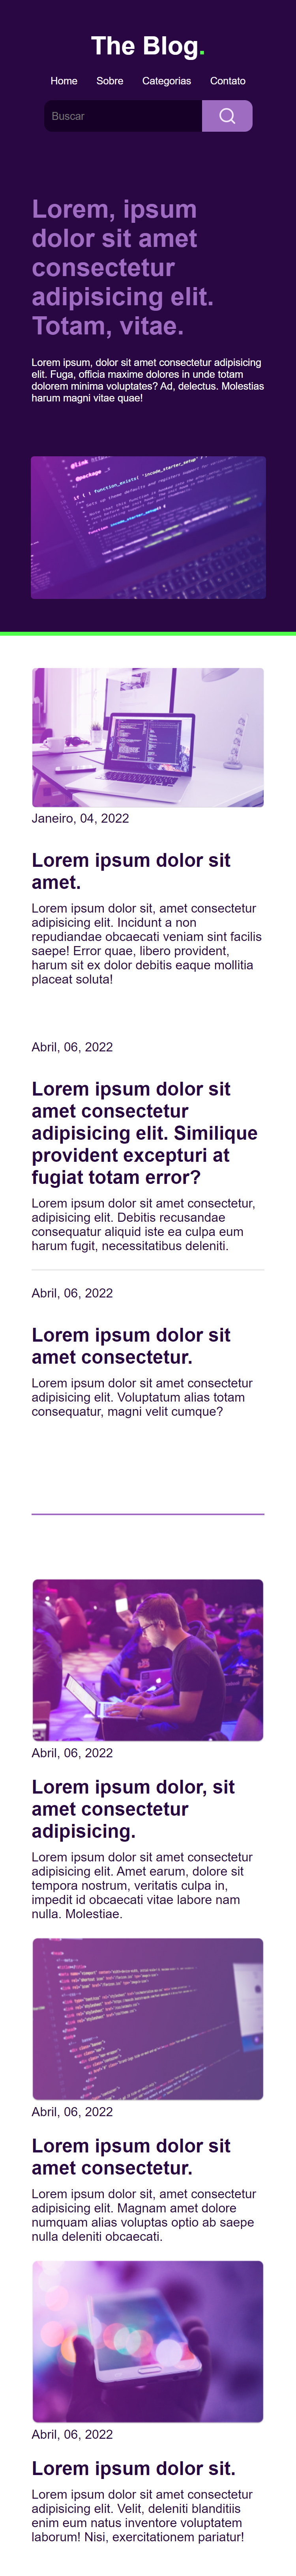 The Blog.
Home Sobre Categorias Contato
Buscar
Lorem, ipsum
dolor sit amet
consectetur
adipisicing elit.
Totam, vitae.
Lorem ipsum, dolor sit amet consectetur adipisicing
elit. Fuga, officia maxime dolores in unde totam
dolorem minima voluptates? Ad, delectus. Molestias
harum magni vitae quae!
Janeiro, 04, 2022
Lorem ipsum dolor sit
amet.
Lorem ipsum dolor sit, amet consectetur
adipisicing elit. Incidunt a non
repudiandae obcaecati veniam sint facilis
saepe! Error quae, libero provident,
harum sit ex dolor debitis eaque mollitia
placeat soluta!
Abril, 06, 2022
Lorem ipsum dolor sit
amet consectetur
adipisicing elit. Similique
provident excepturi at
fugiat totam error?
Lorem ipsum dolor sit amet consectetur,
adipisicing elit. Debitis recusandae
consequatur aliquid iste ea culpa eum
harum fugit, necessitatibus deleniti.
Abril, 06, 2022
Lorem ipsum dolor sit
amet consectetur.
Lorem ipsum dolor sit amet consectetur
adipisicing elit. Voluptatum alias totam
consequatur, magni velit cumque?
Abril, 06, 2022
Lorem ipsum dolor, sit
amet consectetur
adipisicing.
Lorem ipsum dolor sit amet consectetur
adipisicing elit. Amet earum, dolore sit
tempora nostrum, veritatis culpa in,
impedit id obcaecati vitae labore nam
nulla. Molestiae.
Abril, 06, 2022
Lorem ipsum dolor sit
amet consectetur.
Lorem ipsum dolor sit, amet consectetur
adipisicing elit. Magnam amet dolore
numquam alias voluptas optio ab saepe
nulla deleniti obcaecati.
Abril, 06, 2022
Lorem ipsum dolor sit.
Lorem ipsum dolor sit amet consectetur
adipisicing elit. Velit, deleniti blanditiis
enim eum natus inventore voluptatem
laborum! Nisi, exercitationem pariatur!